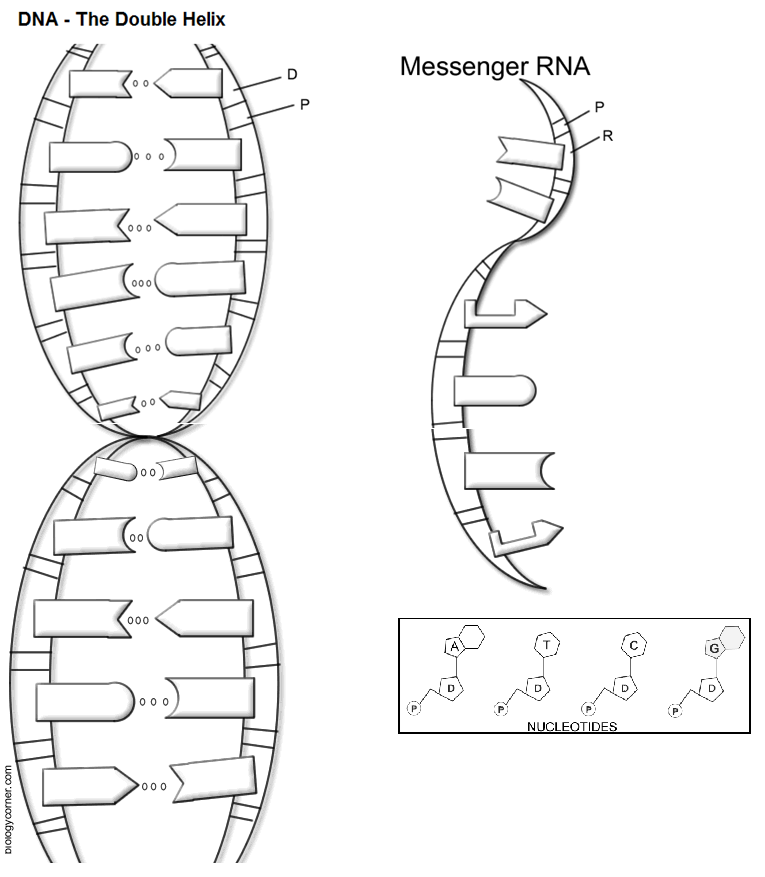 DNA - The Double Helix
D
P
Messenger RNA
P
R
A
T
C
G
D
D
D
D
P
P
P
P
NUCLEOTIDES
biologycorner.com